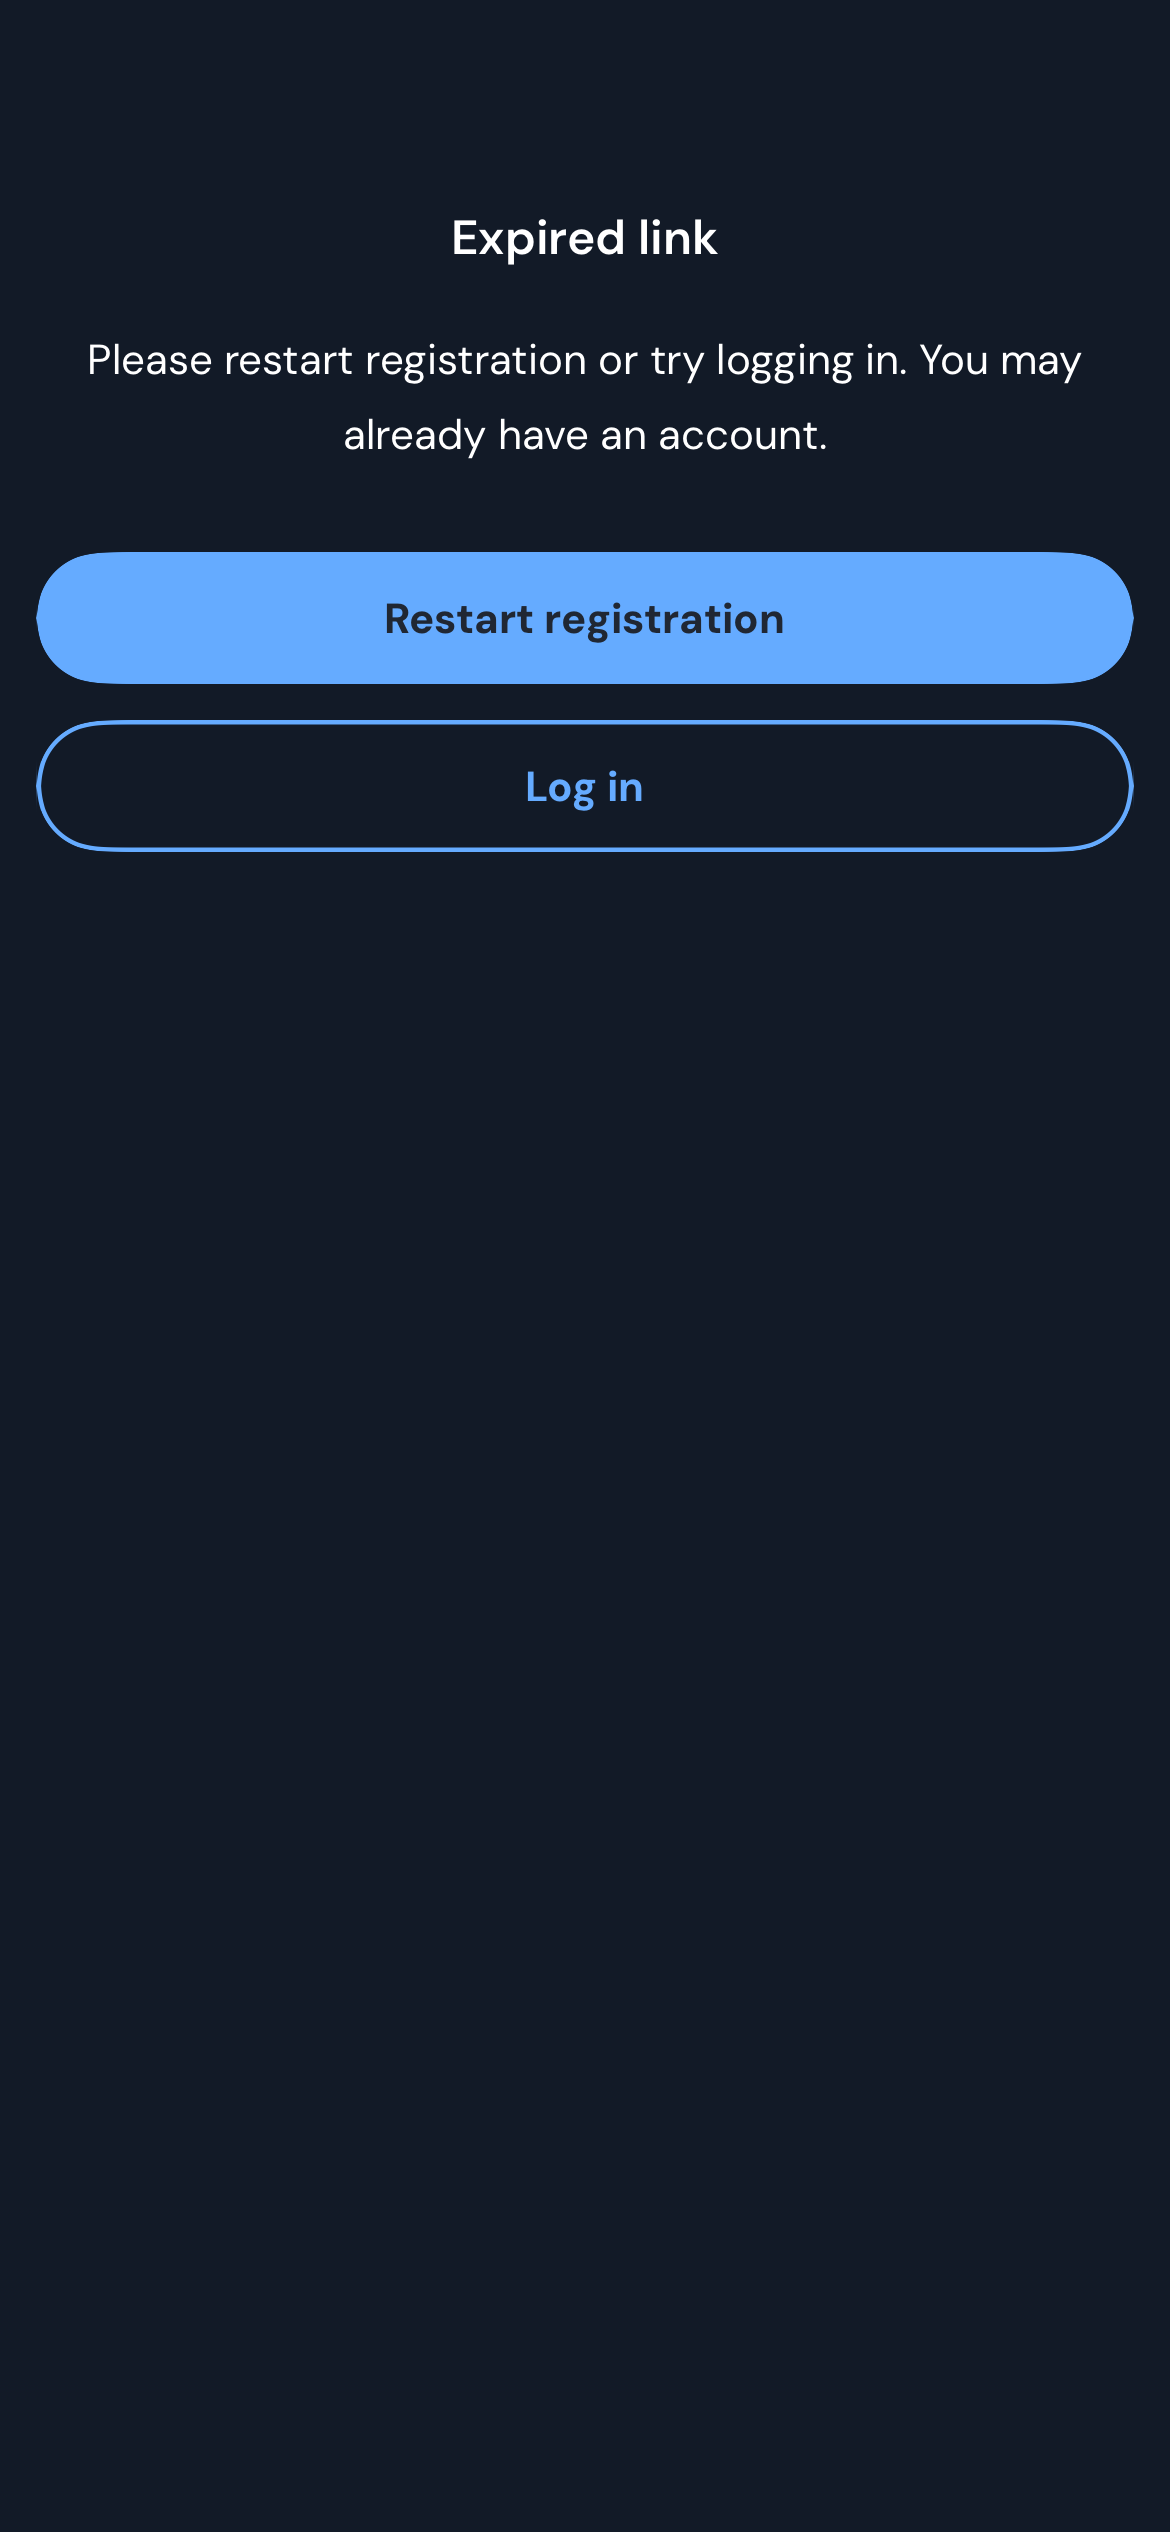 Expired link
Please restart registration or try logging in. You may
already have an account.
Restart registration
Log in